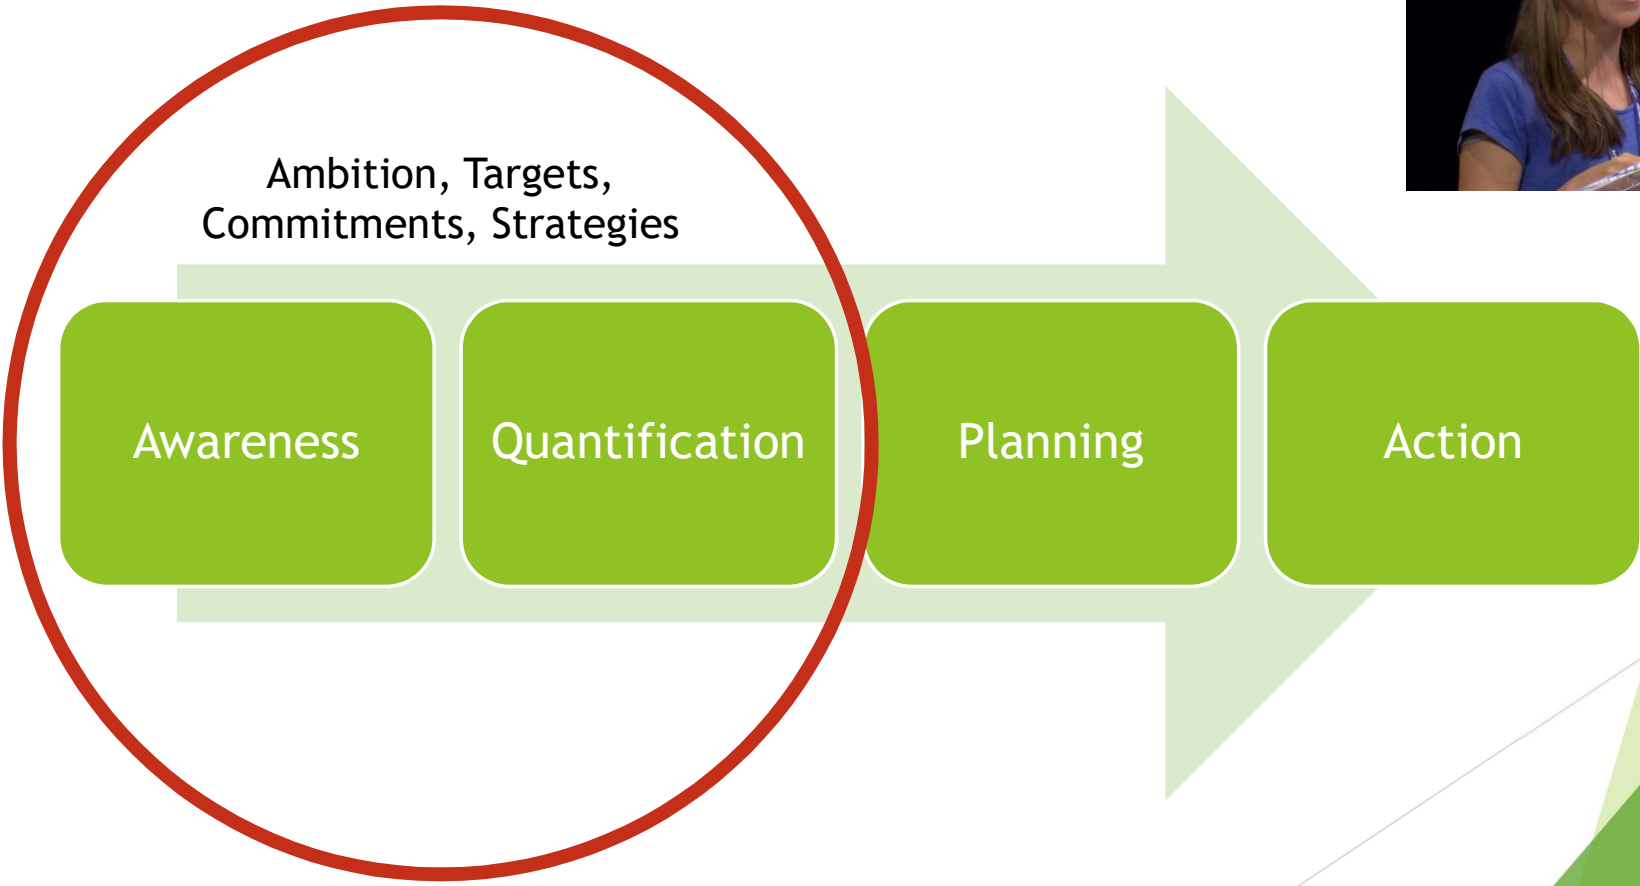 Ambition, Targets,
Commitments, Strategies
Awareness
Quantification
Planning
Action